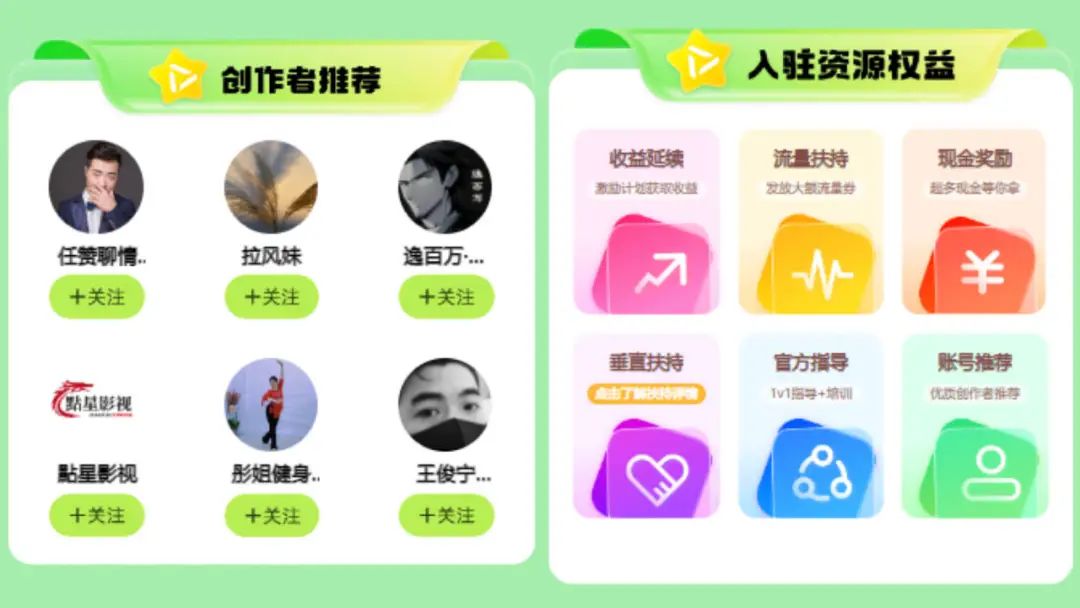 创作者推荐
任赞聊情..
拉风妹
逸百万·...
+关注
+关注
+关注
點星影视
點星影视
彤姐健身..
王俊宁...
+关注
+关注
+关注
入驻资源权益
收益延续
激励计划获取收益
流量扶持
发放大额流量券
现金奖励
超多现金等你拿
垂直扶持
点击了解扶持详情
官方指导
1v1指导+培训
账号推荐
优质创作者推荐